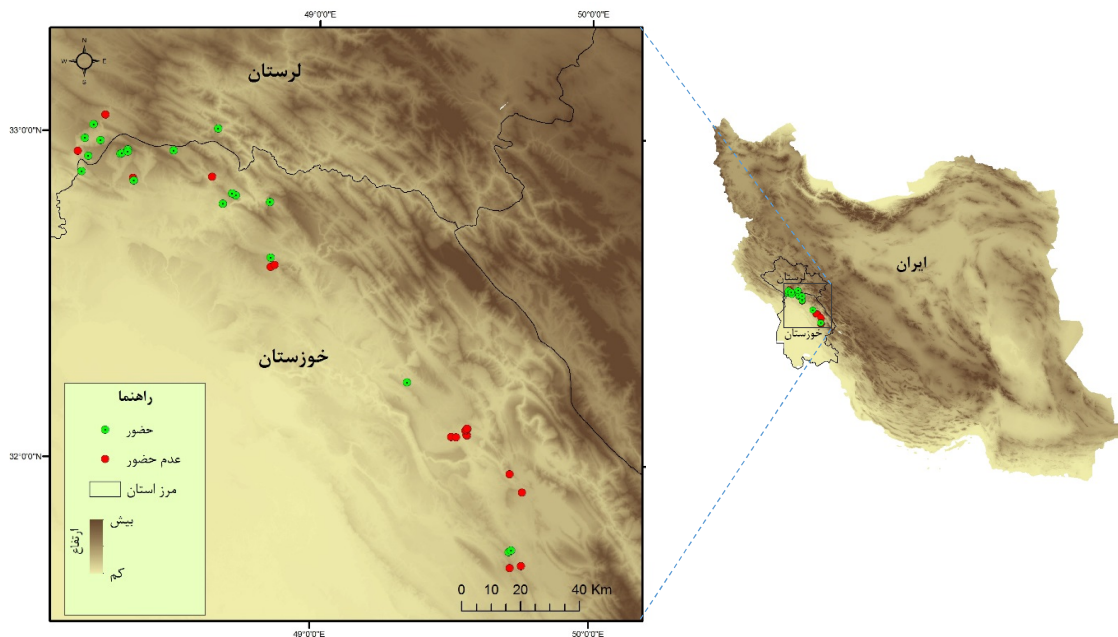 49°0'0"E
50°0'0"E
N
W E
S
لرستان
33°0'0"N
ایران
لرستان
خوزستان
خوزستان
راهنما
حضور
عدم حضور
مرز استان
بیش
ارتفاع
کم
32°0'0"N
0 10 20 40 Km
49°0'0"E
50°0'0"E